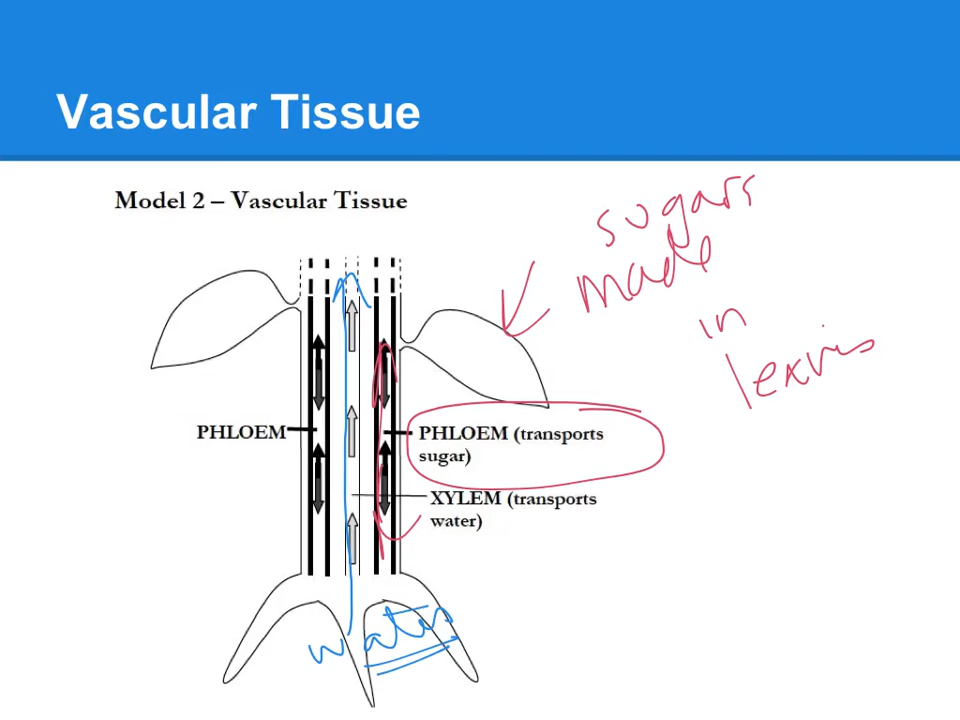 Vascular Tissue
Model 2 – Vascular Tissue
sugars
made
in
leaves
PHLOEM
PHLOEM (transports
sugar)
XYLEM (transports
water)
water